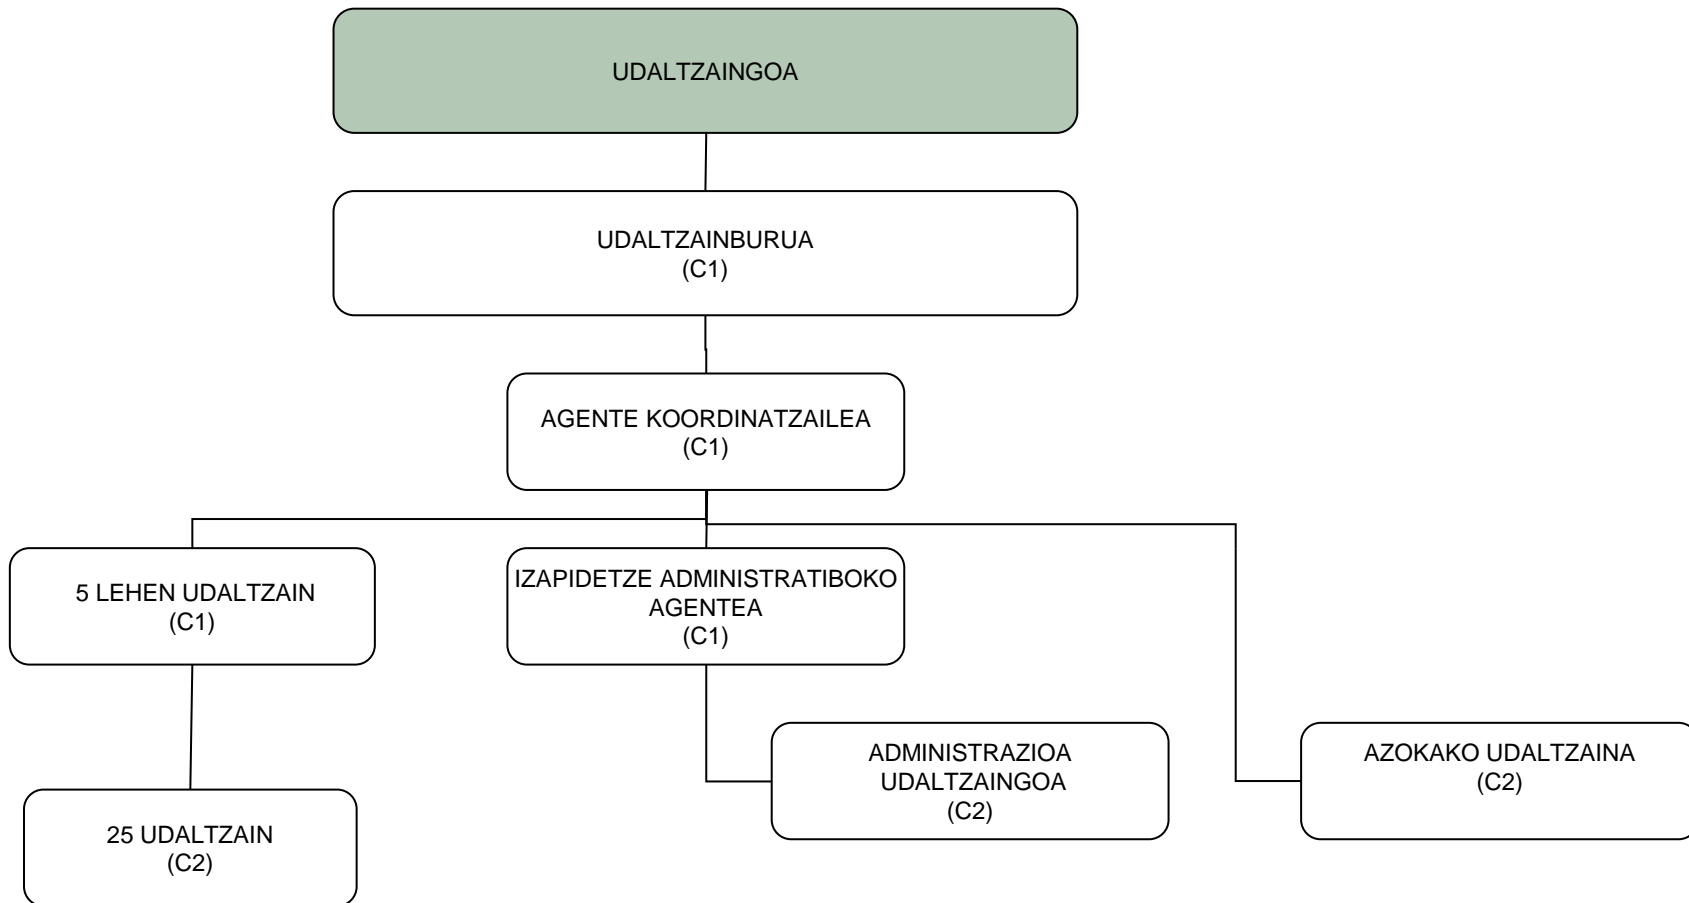 UDALTZAINGOA
UDALTZAINBURUA
(C1)
AGENTE KOORDINATZAILEA
(C1)
5 LEHEN UDALTZAIN
(C1)
IZAPIDETZE ADMINISTRATIBOKO
AGENTEA
(C1)
ADMINISTRAZIOA
UDALTZAINGOA
(C2)
AZOKAKO UDALTZAINA
(C2)
25 UDALTZAIN
(C2)